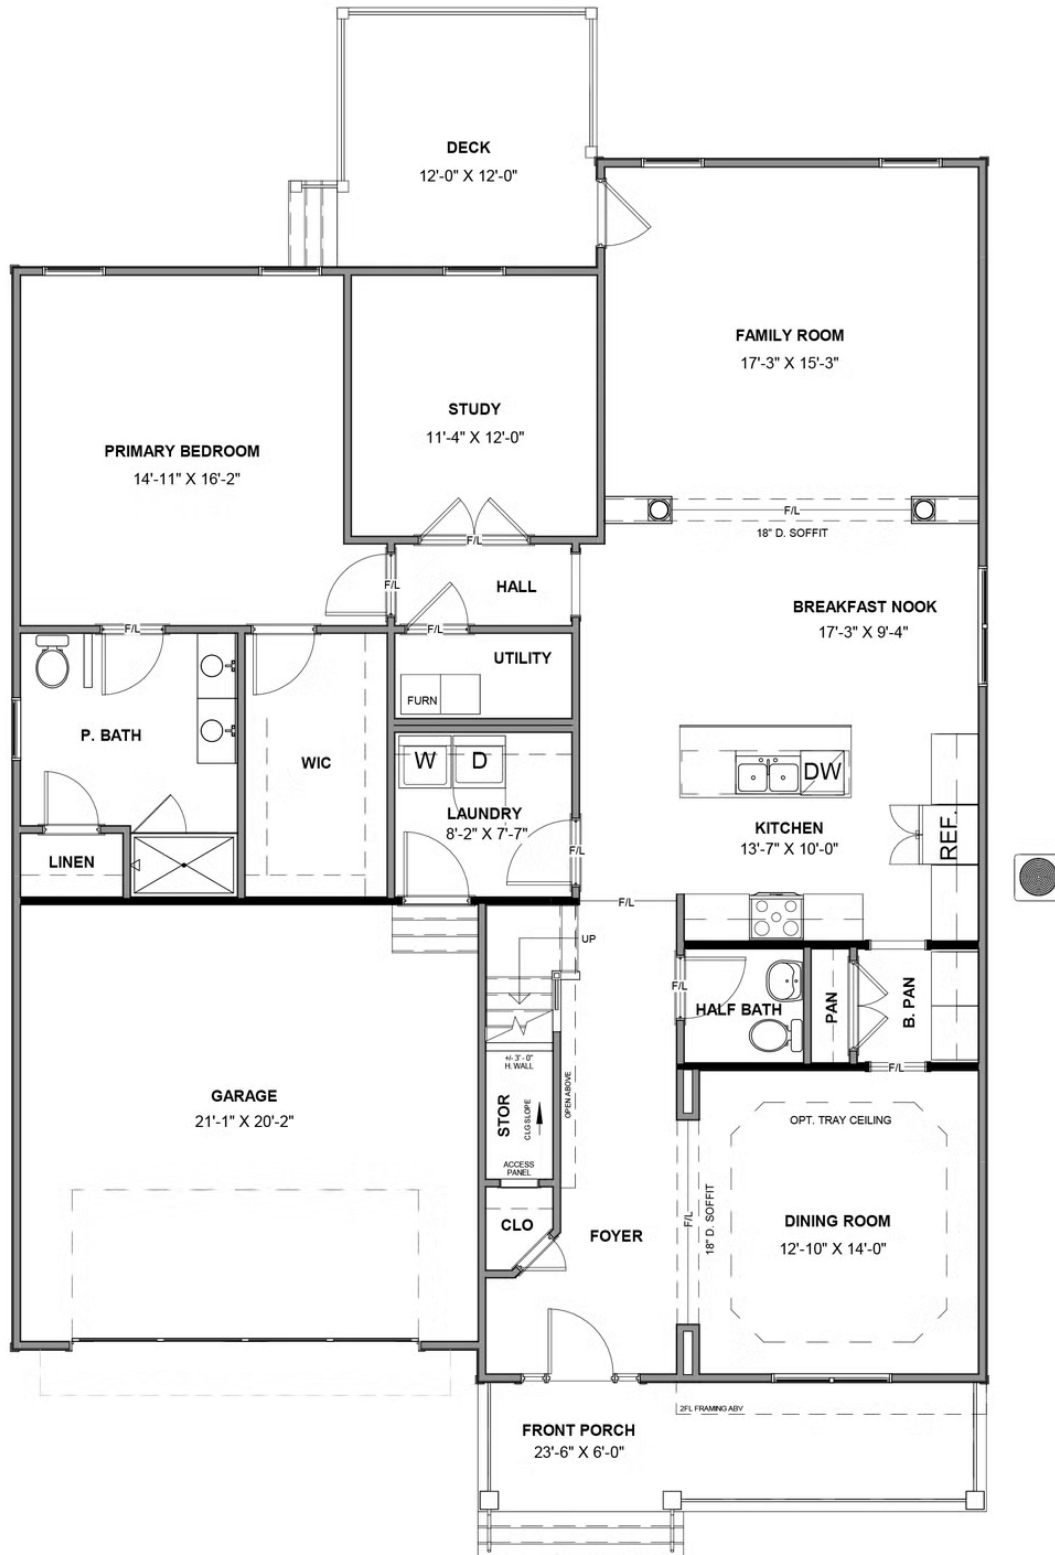 DECK
12'-0" X 12'-0"
FAMILY ROOM
17'-3" X 15'-3"
STUDY
11'-4" X 12'-0"
PRIMARY BEDROOM
14'-11" X 16'-2"
F/L
18" D. SOFFIT
F/L
F/L
HALL
BREAKFAST NOOK
17'-3" X 9'-4"
F/L
F/L
UTILITY
FURN
P. BATH
WIC
W
D
DW
LAUNDRY
8'-2" X 7'-7"
KITCHEN
13'-7" X 10'-0"
REF.
F/L
LINEN
F/L
UP
F/L
HALF BATH
PAN
B. PAN
+/- 3' - 0"
H. WALL
F/L
GARAGE
21'-1" X 20'-2"
STOR
CLG SLOPE
OPEN ABOVE
ACCESS
PANEL
OPT. TRAY CEILING
CLO
FOYER
F/L
18" D. SOFFIT
DINING ROOM
12'-10" X 14'-0"
2FL FRAMING ABV
FRONT PORCH
23'-6" X 6'-0"